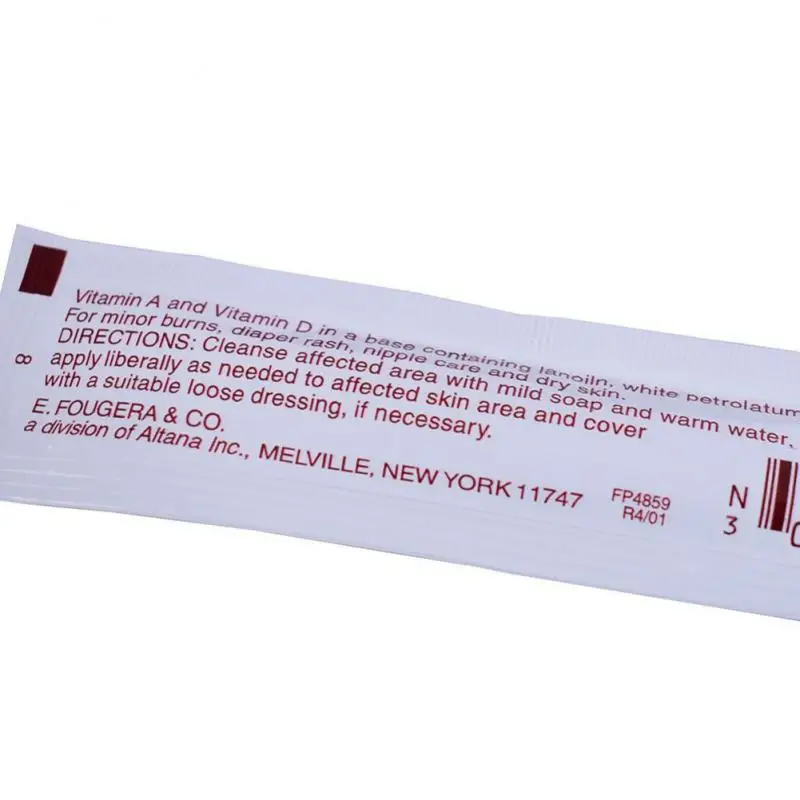 Vitamin A and Vitamin D in a base containing lanolin, white petrolatum
For minor burns, diaper rash, nipple care and dry skin.
DIRECTIONS: Cleanse affected area with mild soap and warm water,
apply liberally as needed to affected skin area and cover
with a suitable loose dressing, if necessary.
E. FOUGERA & CO.
a division of Altana Inc., MELVILLE, NEW YORK 11747
FP4859
R4/01
8
N
3